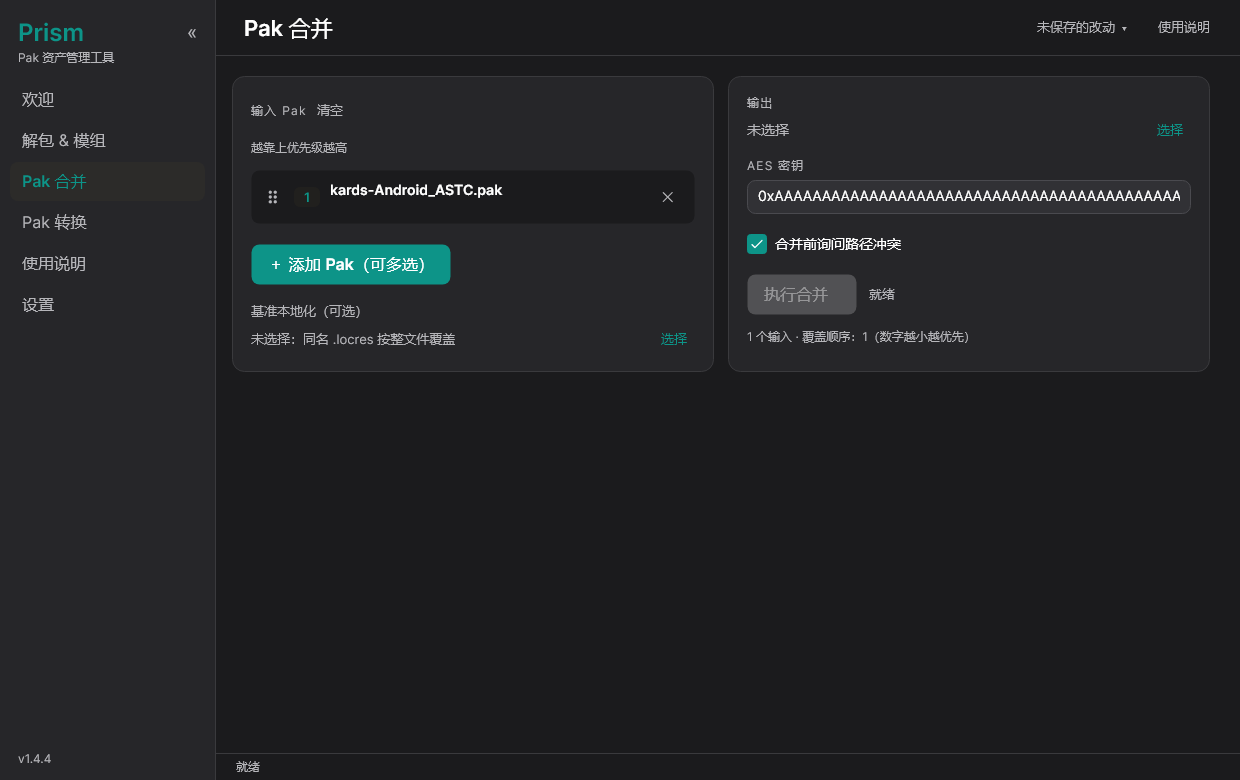 Prism
«
Pak 资产管理工具
欢迎
解包 & 模组
Pak 合并
Pak 转换
使用说明
设置
v1.4.4
Pak 合并
未保存的改动 ▾
使用说明
输入 Pak 清空
越靠上优先级越高
1 kards-Android_ASTC.pak
+ 添加 Pak（可多选）
基准本地化（可选）
未选择：同名 .locres 按整文件覆盖 选择
输出
未选择 选择
AES 密钥
0xAAAAAAAAAAAAAAAAAAAAAAAAAAAAAAAAAAAAAAAAAAA
合并前询问路径冲突
执行合并 就绪
1 个输入 · 覆盖顺序：1（数字越小越优先）
就绪